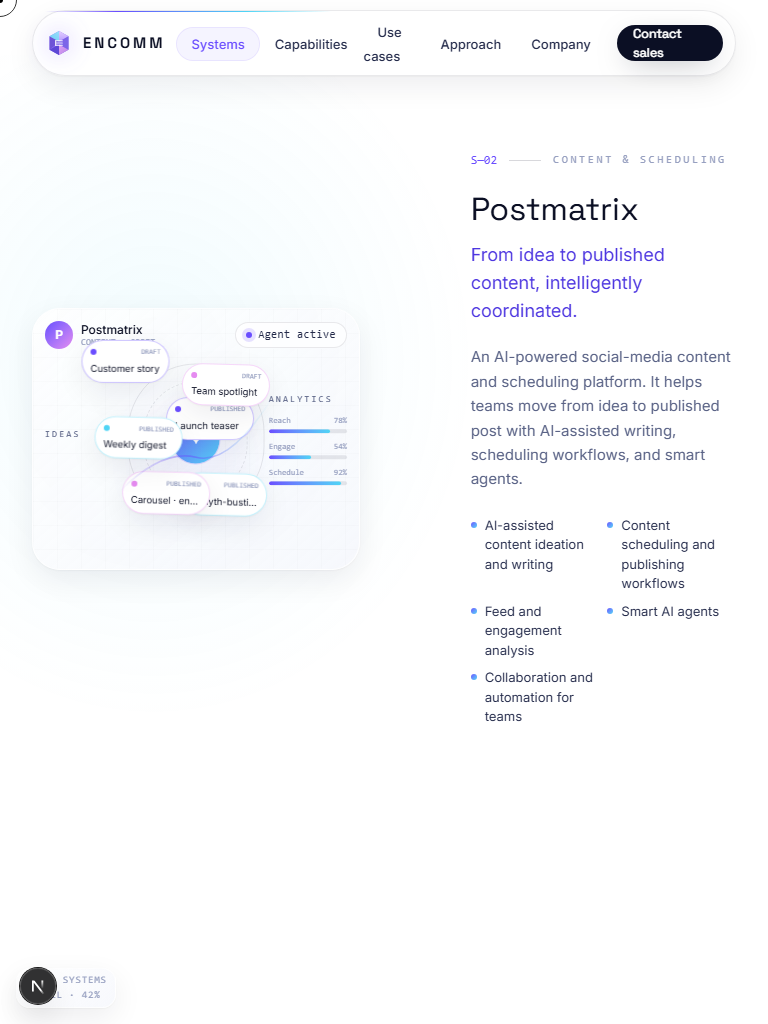 ENCOMM
Systems
Capabilities
Use
cases
Approach
Company
Contact
sales
S—02
CONTENT & SCHEDULING
Postmatrix
From idea to published
content, intelligently
coordinated.
An AI-powered social-media content
and scheduling platform. It helps
teams move from idea to published
post with AI-assisted writing,
scheduling workflows, and smart
agents.
AI-assisted
content ideation
and writing
Content
scheduling and
publishing
workflows
Feed and
engagement
analysis
Smart AI agents
Collaboration and
automation for
teams
P
Postmatrix
Agent active
DRAFT
Customer story
DRAFT
Team spotlight
ANALYTICS
PUBLISHED
aunch teaser
Reach 78%
IDEAS
PUBLISHED
Weekly digest
Engage 54%
Schedule 92%
PUBLISHED
Carousel · en...
PUBLISHED
yth-busti...
N
SYSTEMS
L · 42%